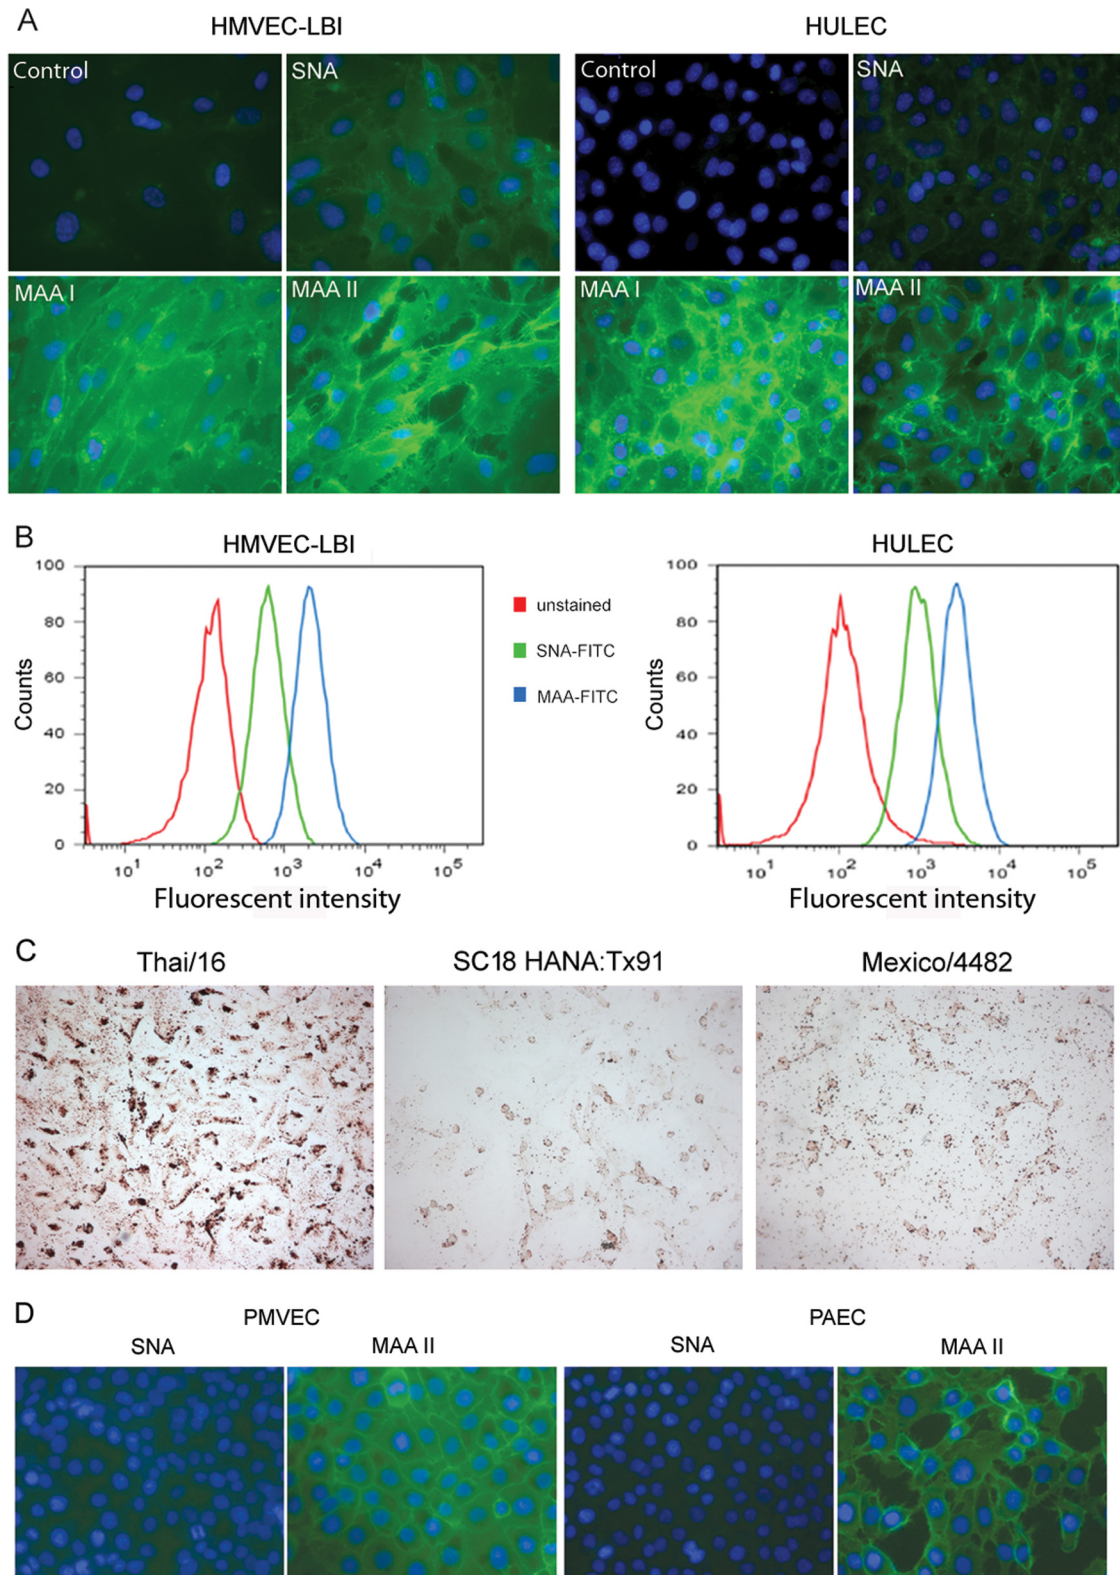 A
HMVEC-LBI
HULEC
Control
SNA
Control
SNA
MAA I
MAA II
MAA I
MAA II
B
HMVEC-LBI
HULEC
100
80
60
40
20
0
Counts
10¹ 10² 10³ 10⁴ 10⁵
Fluorescent intensity
unstained
SNA-FITC
MAA-FITC
100
80
60
40
20
0
Counts
10¹ 10² 10³ 10⁴ 10⁵
Fluorescent intensity
C
Thai/16
SC18 HANA:Tx91
Mexico/4482
D
PMVEC
PAEC
SNA
MAA II
SNA
MAA II